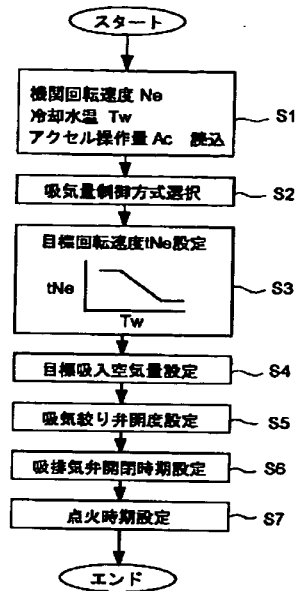 スタート
機関回転速度 Ne
冷却水温 Tw
アクセル操作量 Ac 読込
S1
吸気量制御方式選択
S2
目標回転速度tNe設定
tNe
Tw
S3
目標吸入空気量設定
S4
吸気絞り弁開度設定
S5
吸排気弁開閉時期設定
S6
点火時期設定
S7
エンド